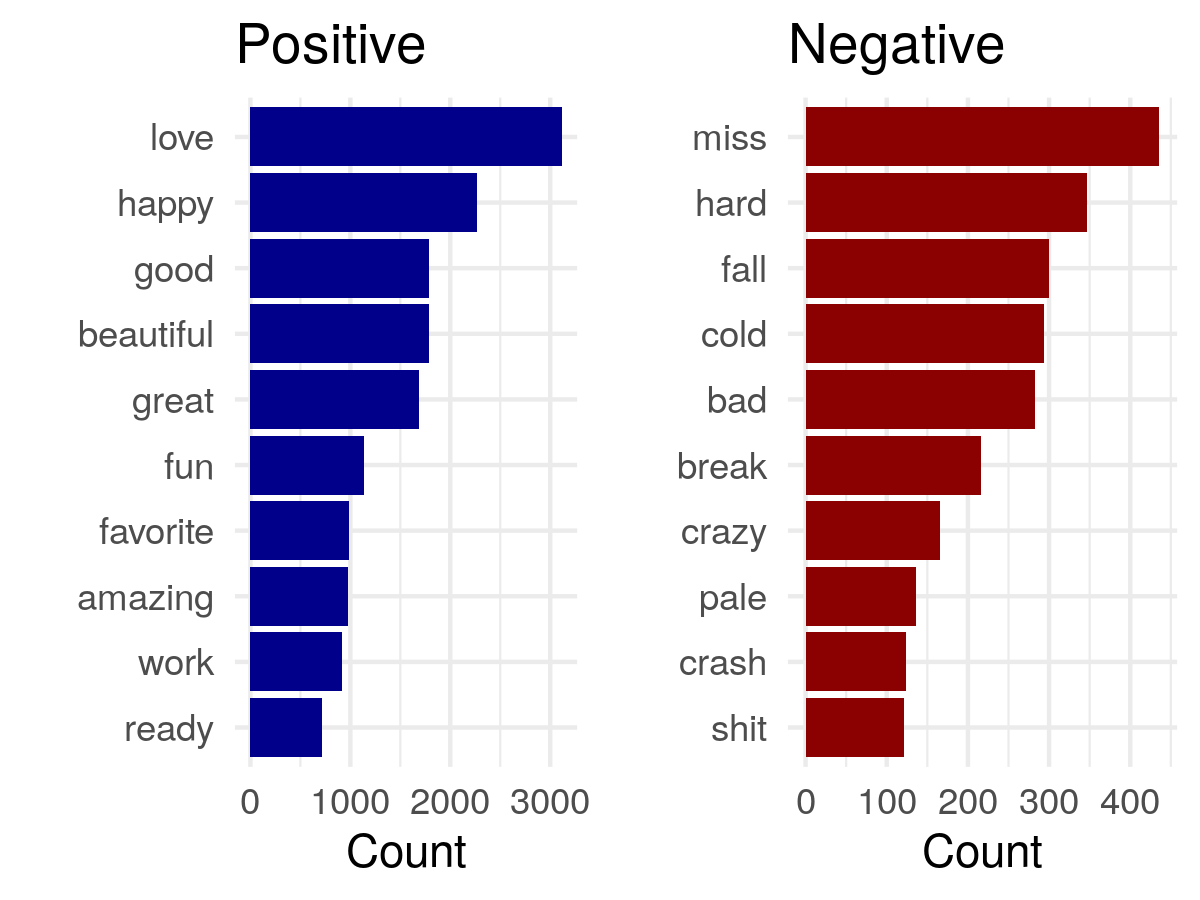 Positive
love
happy
good
beautiful
great
fun
favorite
amazing
work
ready
0 1000 2000 3000
Count
Negative
miss
hard
fall
cold
bad
break
crazy
pale
crash
shit
0 100 200 300 400
Count